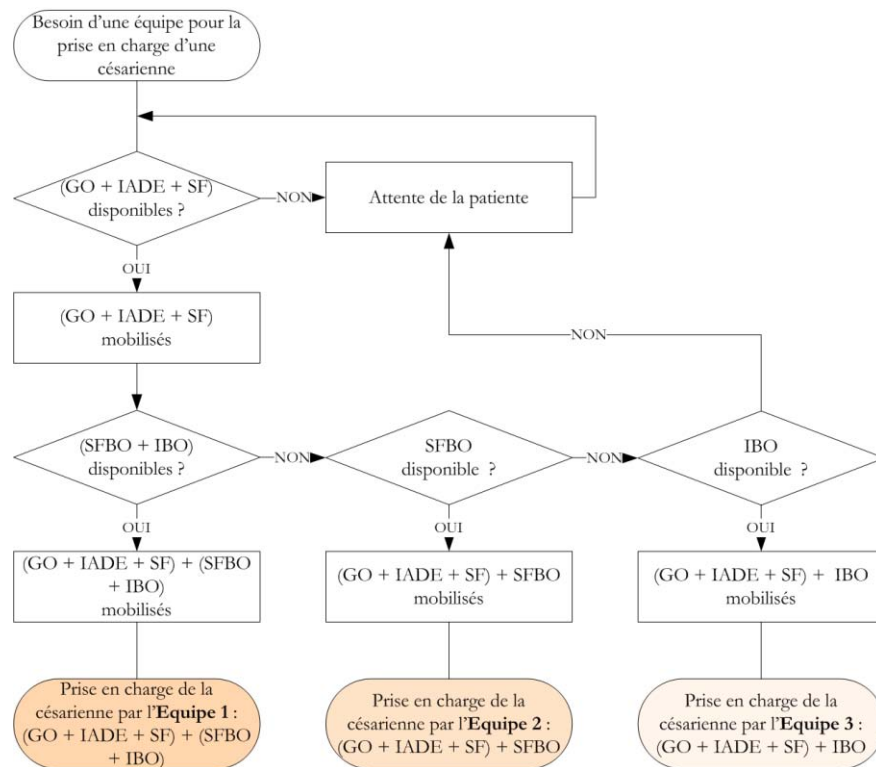 Besoin d'une équipe pour la
prise en charge d'une
césarienne
(GO + IADE + SF)
disponibles ?
NON
Attente de la patiente
OUI
(GO + IADE + SF)
mobilisés
NON
(SFBO + IBO)
disponibles ?
NON
SFBO
disponible ?
NON
IBO
disponible ?
OUI
OUI
OUI
(GO + IADE + SF) + (SFBO
+ IBO)
mobilisés
(GO + IADE + SF) + SFBO
mobilisés
(GO + IADE + SF) + IBO
mobilisés
Prise en charge de la
césarienne par l'Equipe 1 :
(GO + IADE + SF) + (SFBO
+ IBO)
Prise en charge de la
césarienne par l'Equipe 2 :
(GO + IADE + SF) + SFBO
Prise en charge de la
césarienne par l'Equipe 3 :
(GO + IADE + SF) + IBO